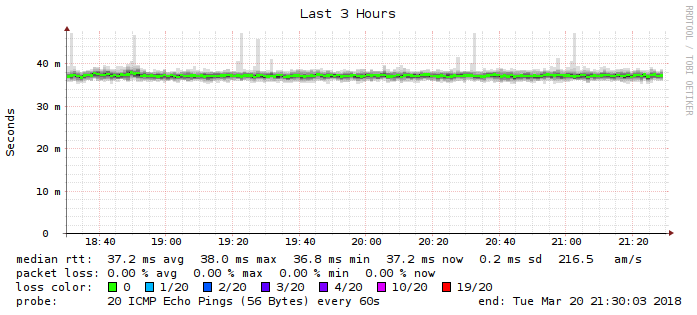 Last 3 Hours
RRDTOOL / TOBI OETIKER
Seconds
40 m
30 m
20 m
10 m
0
18:40 19:00 19:20 19:40 20:00 20:20 20:40 21:00 21:20
median rtt: 37.2 ms avg 38.0 ms max 36.8 ms min 37.2 ms now 0.2 ms sd 216.5 am/s
packet loss: 0.00 % avg 0.00 % max 0.00 % min 0.00 % now
loss color: 0 1/20 2/20 3/20 4/20 10/20 19/20
probe: 20 ICMP Echo Pings (56 Bytes) every 60s end: Tue Mar 20 21:30:03 2018